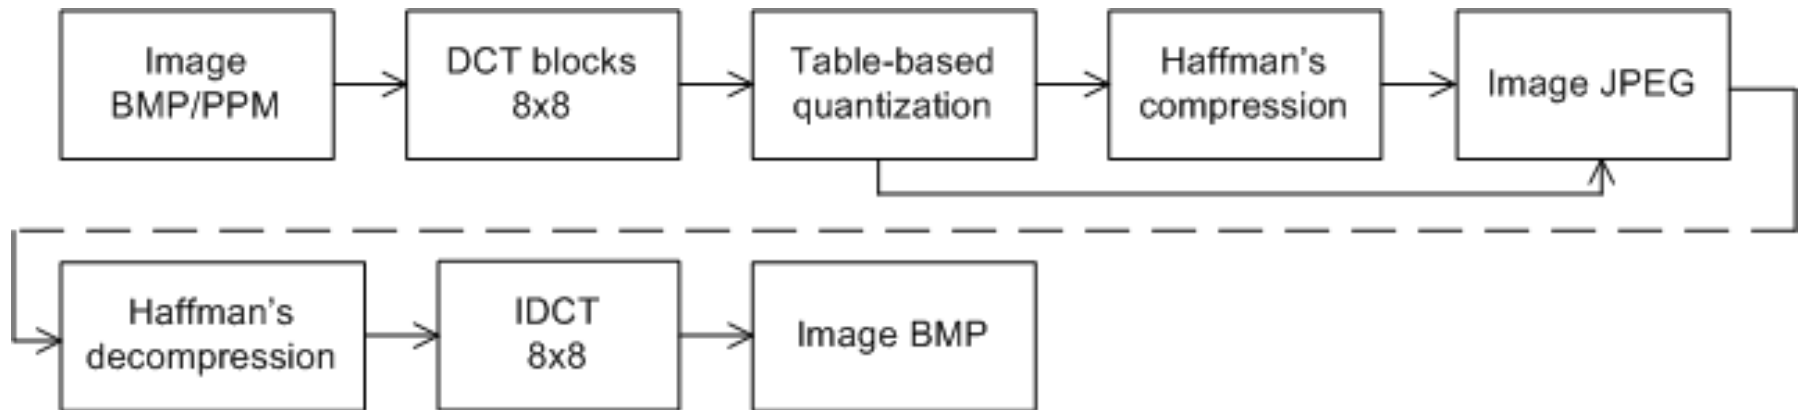 Image
BMP/PPM
DCT blocks
8x8
Table-based
quantization
Haffman's
compression
Image JPEG
Haffman's
decompression
IDCT
8x8
Image BMP